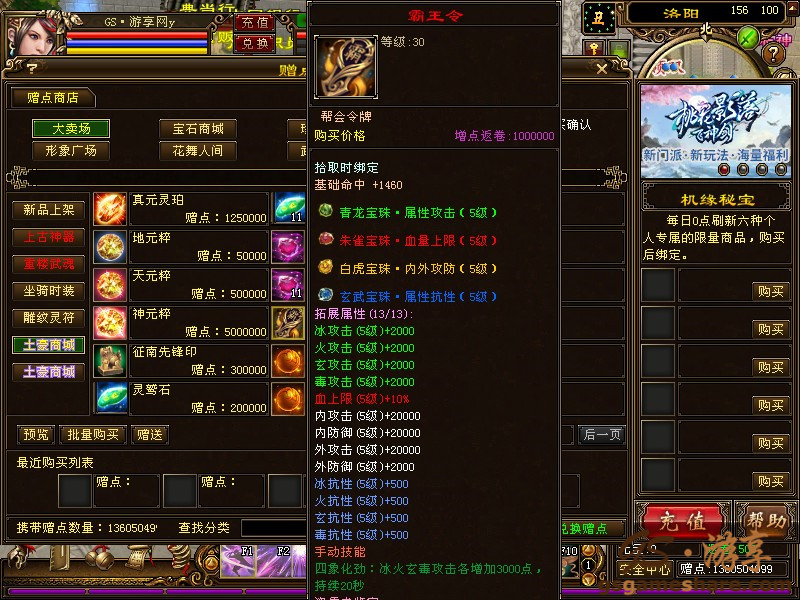 GS·游享网y
充值
兑换
洛阳
156 100
北
丑
?
赠点商店
大卖场
宝石商城
形象广场
花舞人间
新品上架
上古神器
重楼武魂
坐骑时装
雕纹灵符
土豪商城
土豪商城
真元灵珀
赠点：1250000
11
地元粹
赠点：50000
天元粹
赠点：500000
11
神元粹
赠点：5000000
征南先锋印
赠点：300000
灵鹫石
赠点：200000
预览
批量购买
赠送
后一页
最近购买列表
赠点：
赠点：
携带赠点数量：13605049
查找分类
兑换赠点
霸王令
等级:30
帮会令牌
购买价格
增点返卷:1000000
拾取时绑定
基础命中 +1460
青龙宝珠·属性攻击（5级）
朱雀宝珠·血量上限（5级）
白虎宝珠·内外攻防（5级）
玄武宝珠·属性抗性（5级）
拓展属性(13/13):
冰攻击(5级)+2000
火攻击(5级)+2000
玄攻击(5级)+2000
毒攻击(5级)+2000
血上限(5级)+10%
内攻击(5级)+20000
内防御(5级)+20000
外攻击(5级)+20000
外防御(5级)+2000
冰抗性(5级)+500
火抗性(5级)+500
玄抗性(5级)+500
毒抗性(5级)+500
手动技能
四象化劲：冰火玄毒攻击各增加3000点，
持续20秒
确认
新门派·新玩法·海量福利
机缘秘宝
每日0点刷新六种个
人专属的限量商品，购买
后绑定。
购买
购买
购买
购买
购买
购买
充值
帮助
安全中心
赠点:1360504099
F1
F2
F10